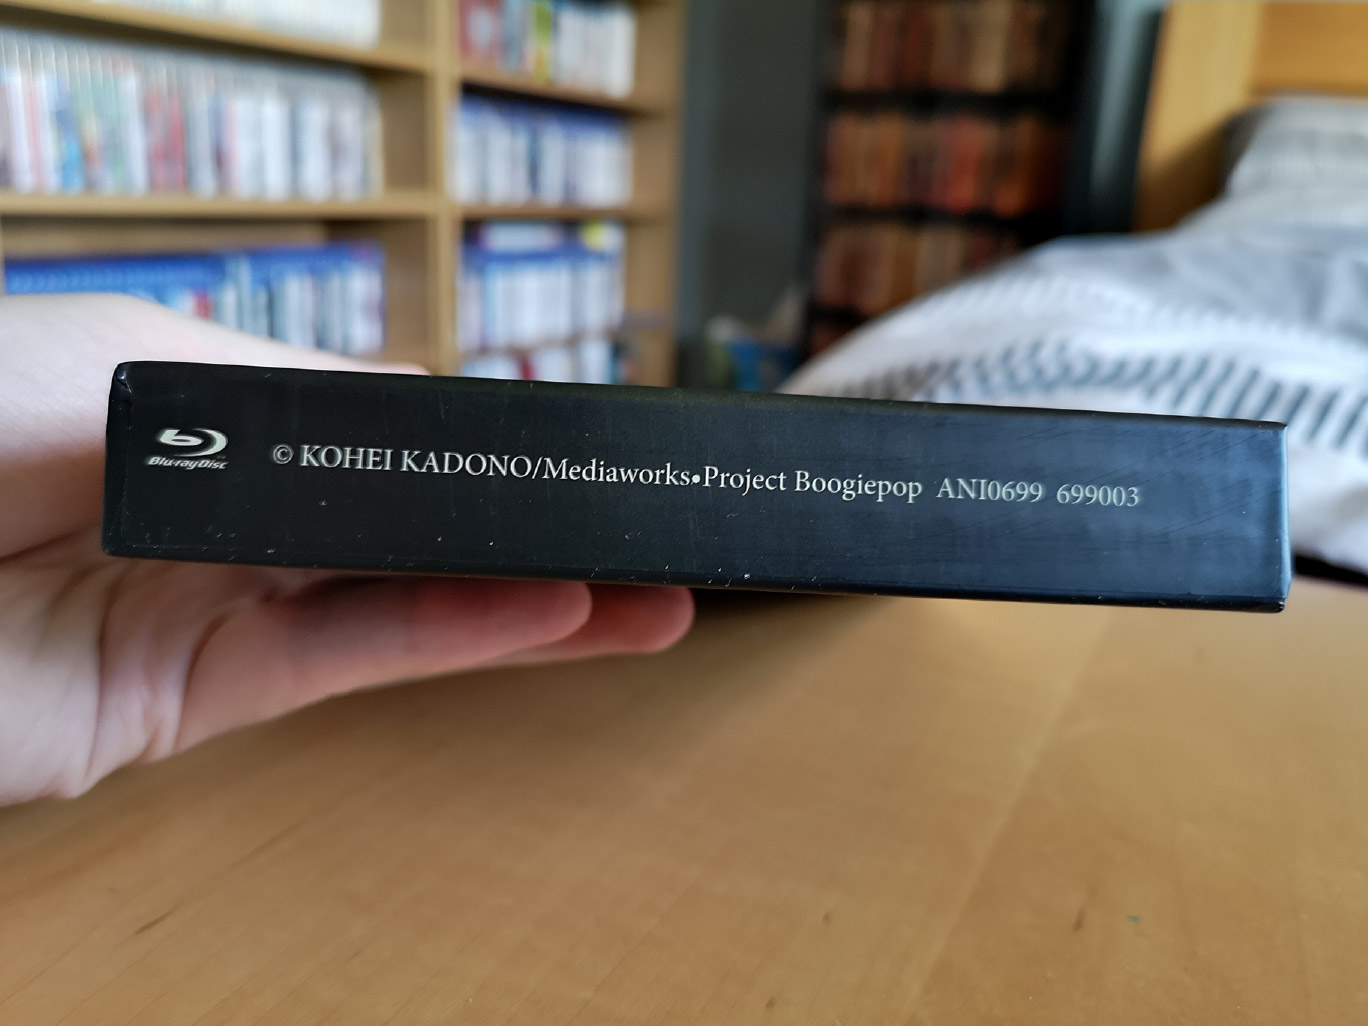 Blu-ray Disc
© KOHEI KADONO/Mediaworks•Project Boogiepop ANI0699 699003